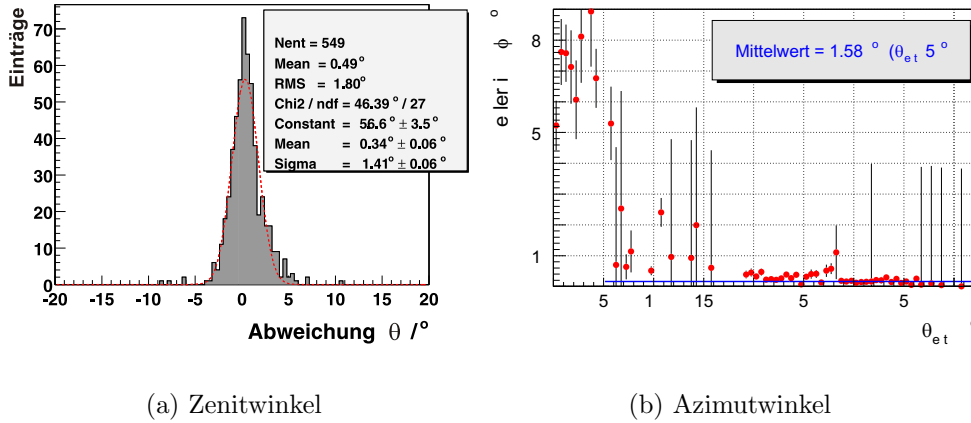 Einträge
70
60
50
40
30
20
10
0
Nent = 549
Mean = 0.49°
RMS = 1.80°
Chi2 / ndf = 46.39 ° / 27
Constant = 56.6° ± 3.5°
Mean = 0.34° ± 0.06°
Sigma = 1.41° ± 0.06°
-20 -15 -10 -5 0 5 10 15 20
Abweichung θ /°
e ler i ϕ °
8
5
1
Mittelwert = 1.58 ° (θ e t 5 °
5 1 15 5 5
θ e t °
(a) Zenitwinkel
(b) Azimutwinkel